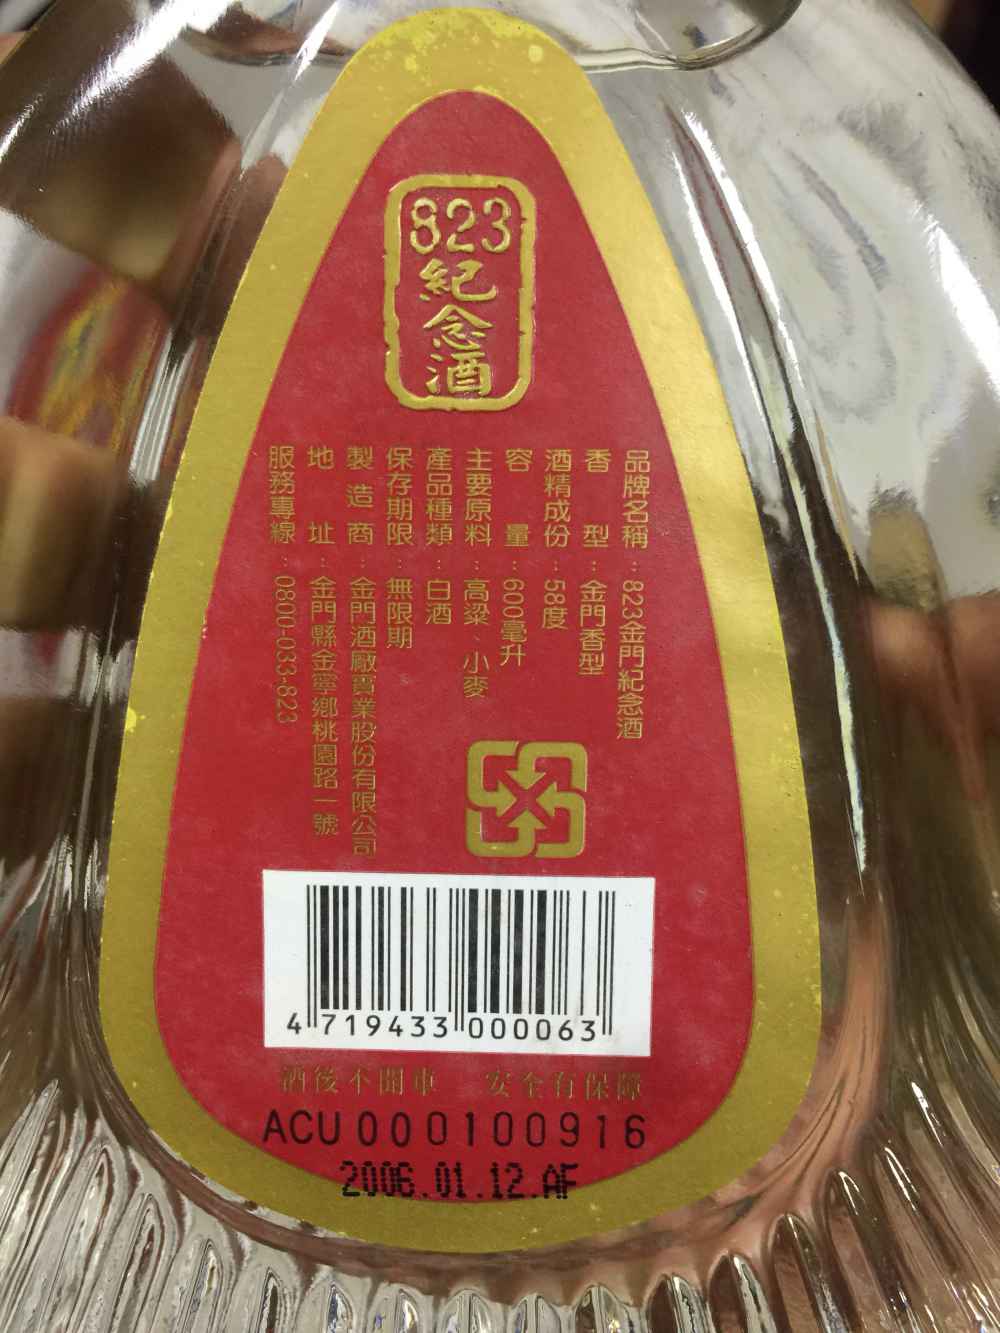 823
紀念酒
品牌名稱：823金門紀念酒
香型：金門香型
酒精成份：58度
容量：600毫升
主要原料：高粱、小麥
產品種類：白酒
保存期限：無限期
製造商：金門酒廠實業股份有限公司
地址：金門縣金寧鄉桃園路一號
服務專線：0800-033-823
4 719433 000063
酒後不開車 安全有保障
ACU 000100916
2006.01.12.AF